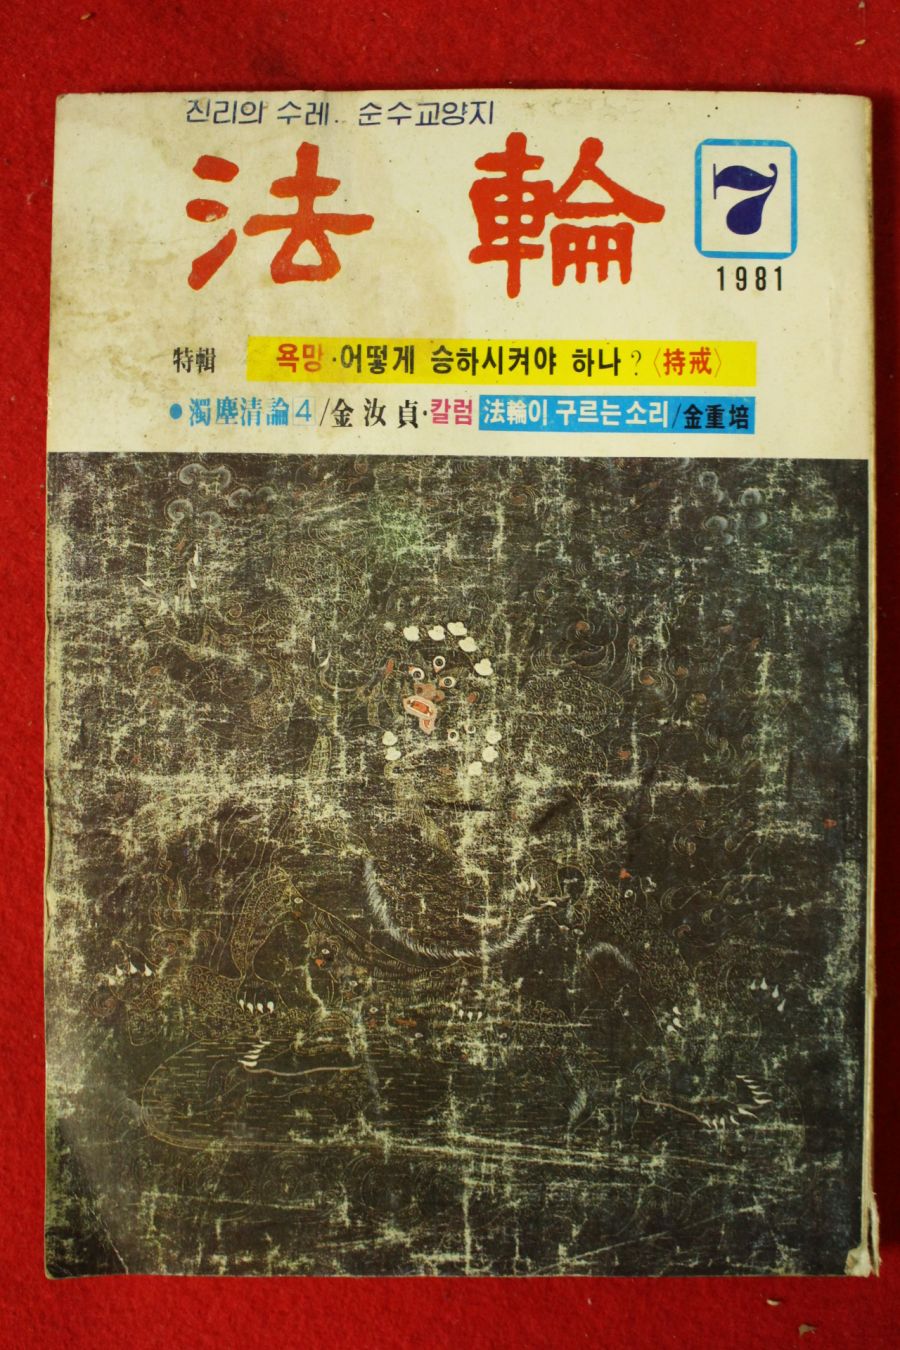 진리의 수레.. 순수교양지
法輪
7
1981
特輯 욕망·어떻게 승하시켜야 하나? 〈持戒〉
● 濁塵清論 4 /金汝貞·칼럼 法輪이 구르는 소리/金重培